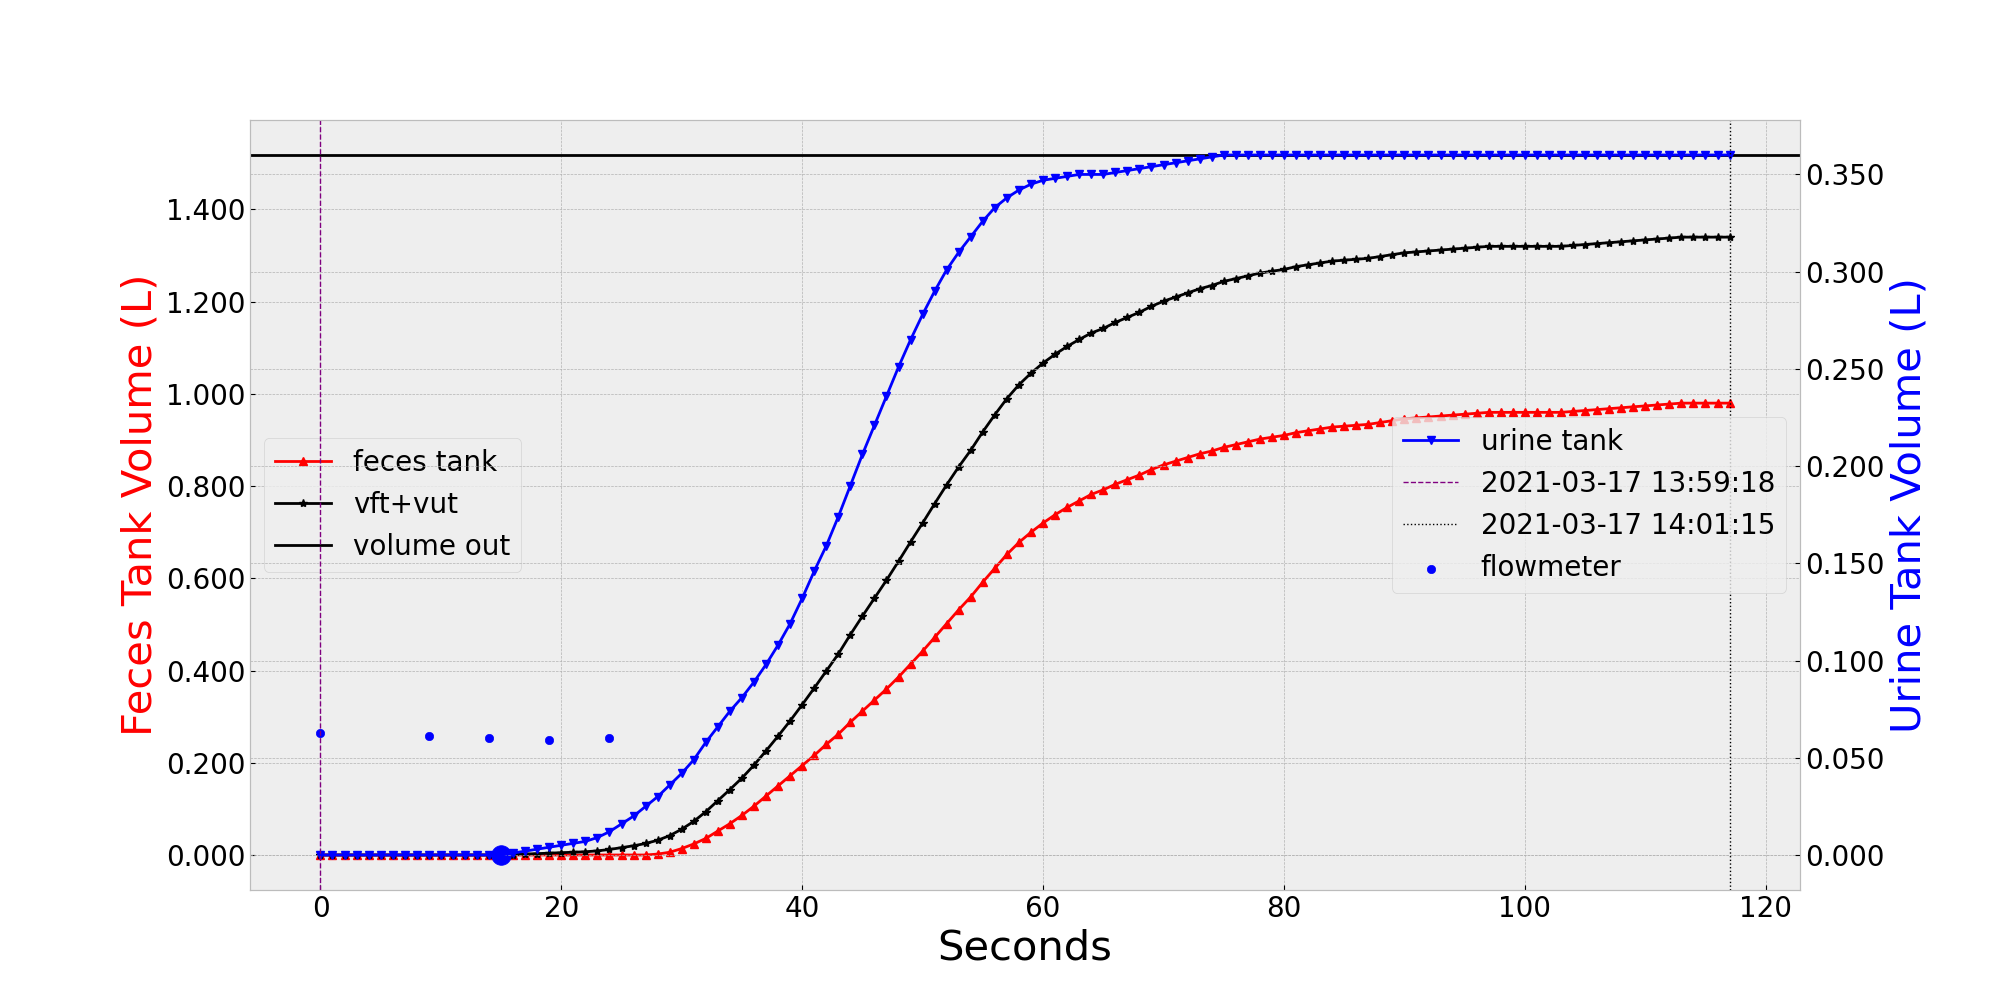 Feces Tank Volume (L)
1.400
1.200
1.000
0.800
0.600
0.400
0.200
0.000
feces tank
vft+vut
volume out
urine tank
2021-03-17 13:59:18
2021-03-17 14:01:15
flowmeter
0.350
0.300
0.250
0.200
0.150
0.100
0.050
0.000
Urine Tank Volume (L)
0 20 40 60 80 100 120
Seconds